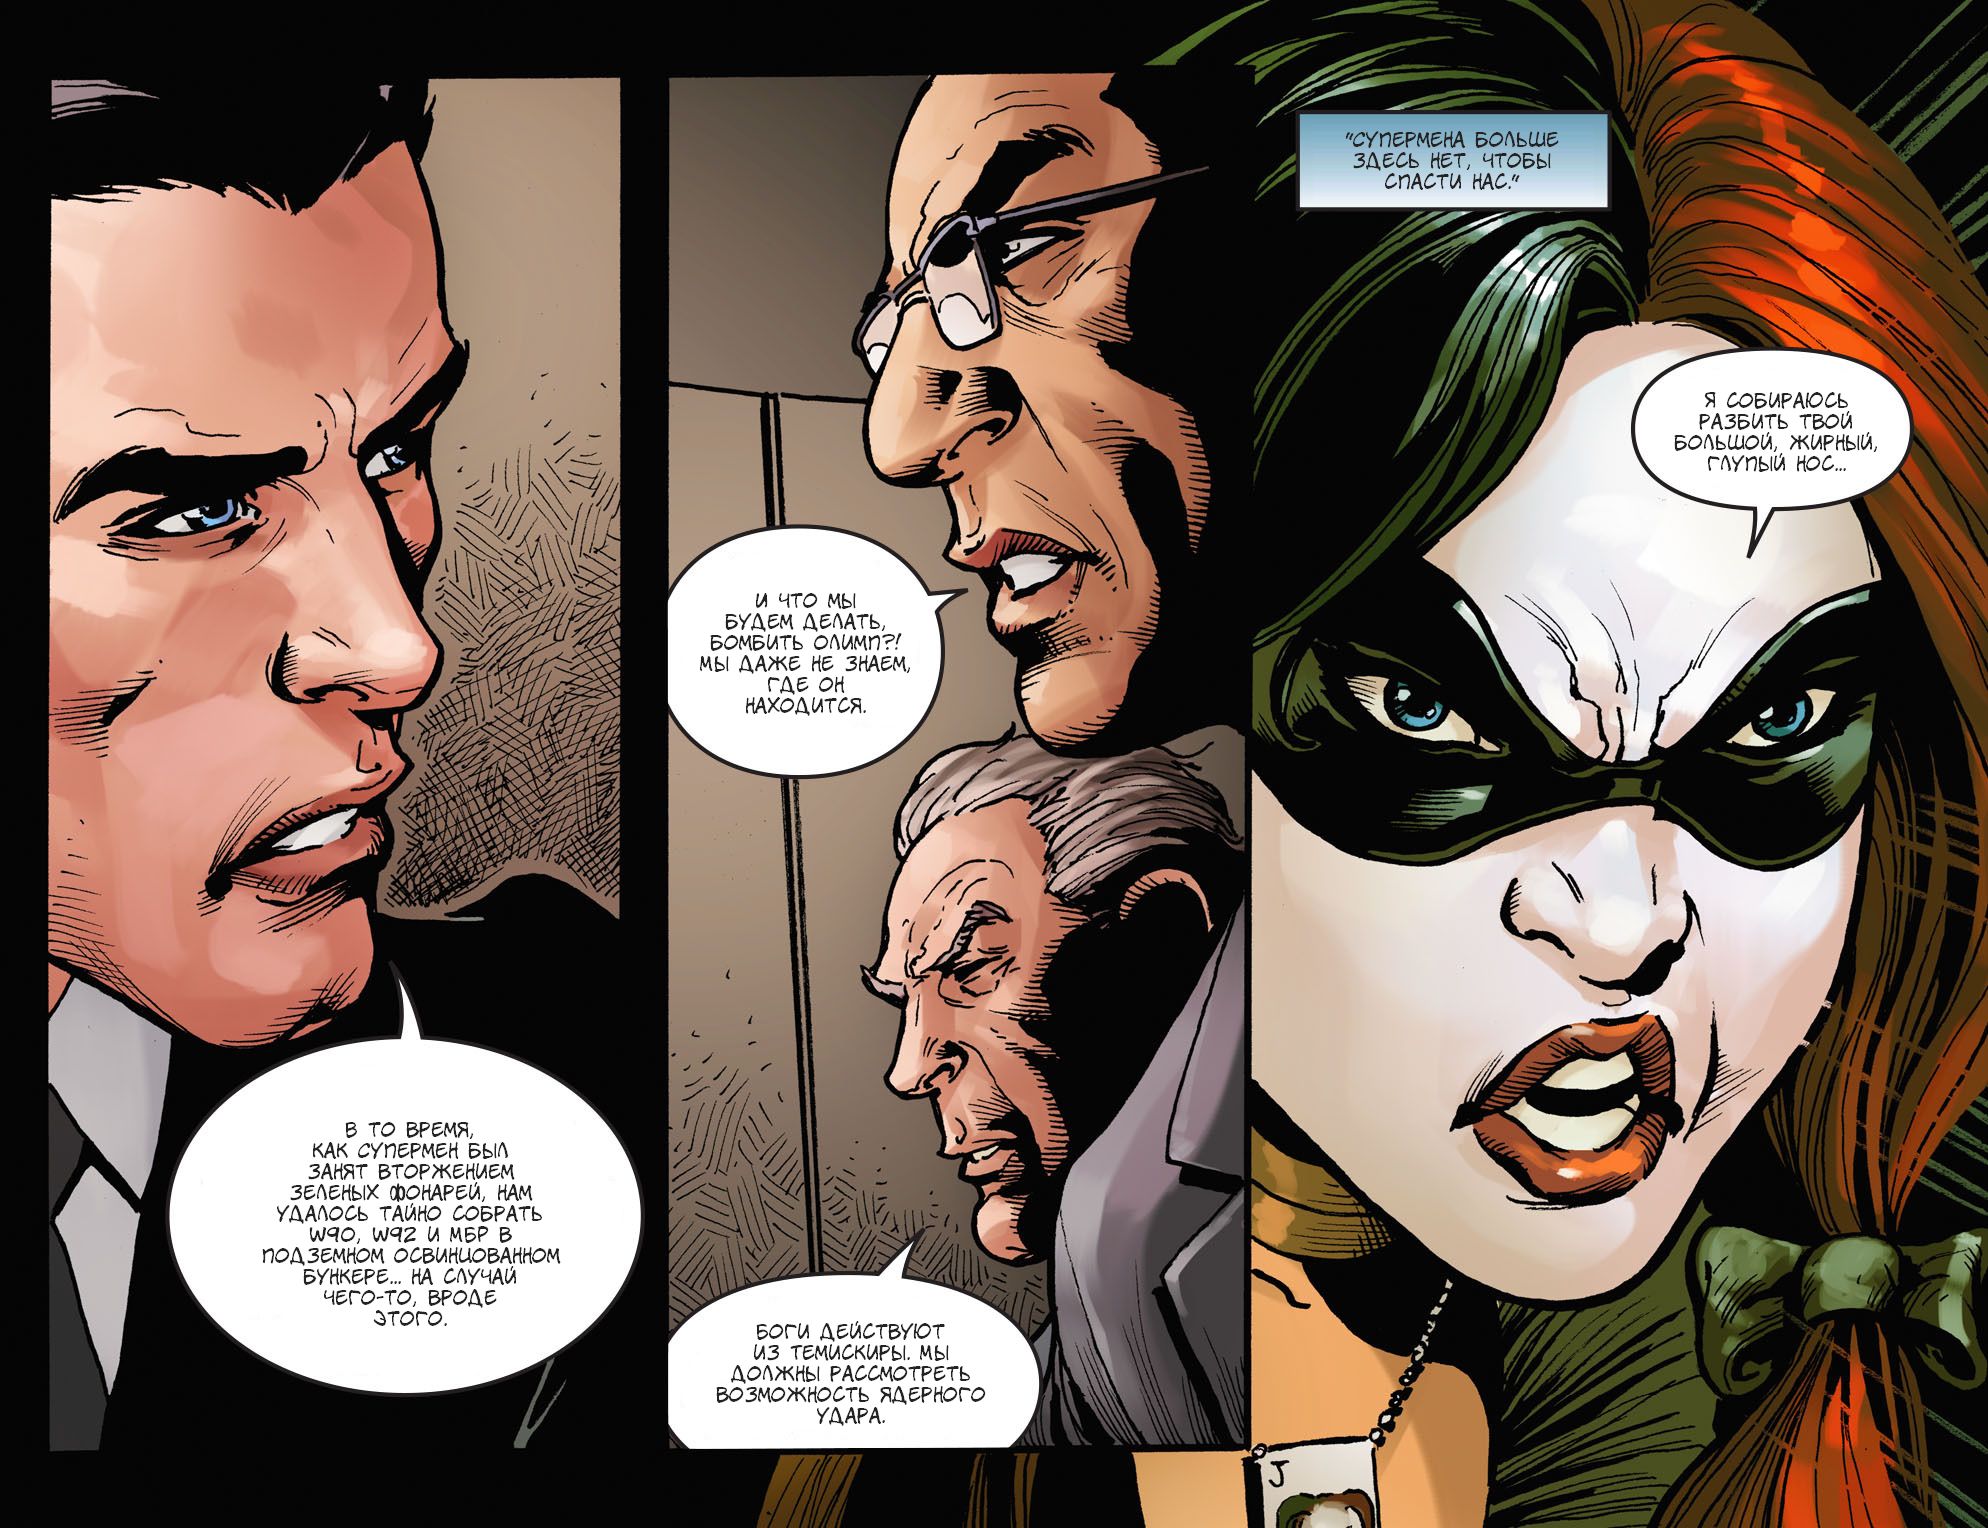 В ТО ВРЕМЯ,
КАК СУПЕРМЕН БЫЛ
ЗАНЯТ ВТОРЖЕНИЕМ
ЗЕЛЕНЫХ ФОНАРЕЙ, НАМ
УДАЛОСЬ ТАЙНО СОБРАТЬ
W90, W92 И МБР В
ПОДЗЕМНОМ ОСВИНЦОВАННОМ
БУНКЕРЕ... НА СЛУЧАЙ
ЧЕГО-ТО, ВРОДЕ
ЭТОГО.
И ЧТО МЫ
БУДЕМ ДЕЛАТЬ,
БОМБИТЬ ОЛИМП?!
МЫ ДАЖЕ НЕ ЗНАЕМ,
ГДЕ ОН
НАХОДИТСЯ.
БОГИ ДЕЙСТВУЮТ
ИЗ ТЕМИСКИРЫ. МЫ
ДОЛЖНЫ РАССМОТРЕТЬ
ВОЗМОЖНОСТЬ ЯДЕРНОГО
УДАРА.
"СУПЕРМЕНА БОЛЬШЕ
ЗДЕСЬ НЕТ, ЧТОБЫ
СПАСТИ НАС."
Я СОБИРАЮСЬ
РАЗБИТЬ ТВОЙ
БОЛЬШОЙ, ЖИРНЫЙ,
ГЛУПЫЙ НОС...
J